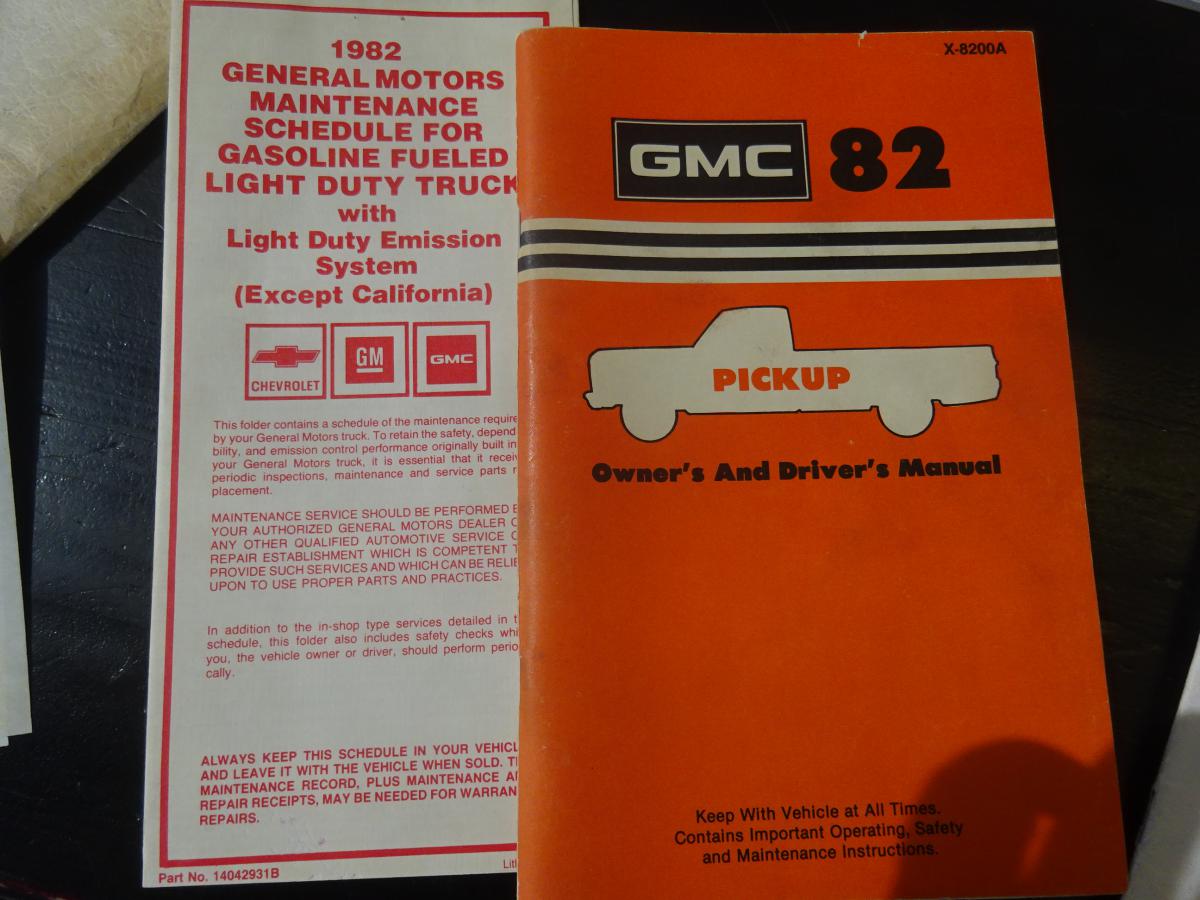 1982
GENERAL MOTORS
MAINTENANCE
SCHEDULE FOR
GASOLINE FUELED
LIGHT DUTY TRUCK
with
Light Duty Emission
System
(Except California)
CHEVROLET
GM
GMC
This folder contains a schedule of the maintenance require
by your General Motors truck. To retain the safety, depend
bility, and emission control performance originally built in
your General Motors truck, it is essential that it receiv
periodic inspections, maintenance and service parts r
placement.
MAINTENANCE SERVICE SHOULD BE PERFORMED B
YOUR AUTHORIZED GENERAL MOTORS DEALER O
ANY OTHER QUALIFIED AUTOMOTIVE SERVICE O
REPAIR ESTABLISHMENT WHICH IS COMPETENT T
PROVIDE SUCH SERVICES AND WHICH CAN BE RELIE
UPON TO USE PROPER PARTS AND PRACTICES.
In addition to the in-shop type services detailed in t
schedule, this folder also includes safety checks whi
you, the vehicle owner or driver, should perform perio
cally.
ALWAYS KEEP THIS SCHEDULE IN YOUR VEHICL
AND LEAVE IT WITH THE VEHICLE WHEN SOLD. T
MAINTENANCE RECORD, PLUS MAINTENANCE A
REPAIR RECEIPTS, MAY BE NEEDED FOR WARRAN
REPAIRS.
Part No. 14042931B
Lit
X-8200A
GMC 82
PICKUP
Owner's And Driver's Manual
Keep With Vehicle at All Times.
Contains Important Operating, Safety
and Maintenance Instructions.